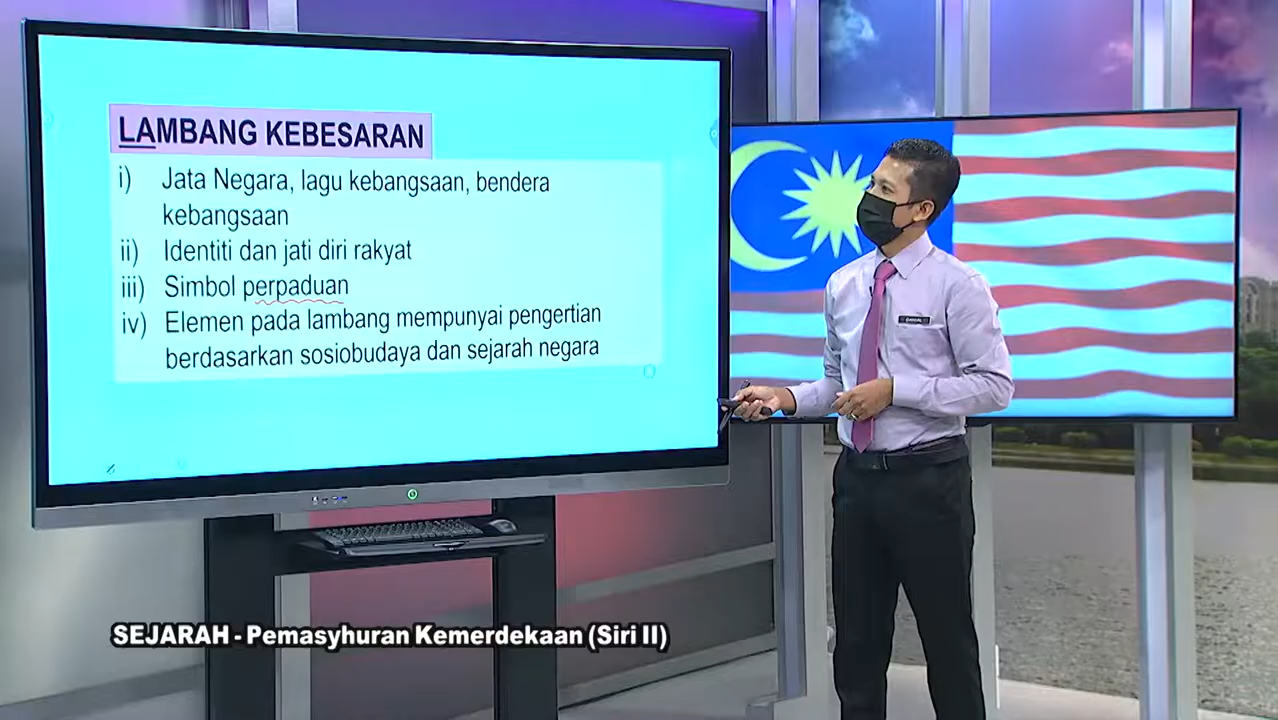 LAMBANG KEBESARAN
i) Jata Negara, lagu kebangsaan, bendera
kebangsaan
ii) Identiti dan jati diri rakyat
iii) Simbol perpaduan
iv) Elemen pada lambang mempunyai pengertian
berdasarkan sosiobudaya dan sejarah negara
SEJARAH - Pemasyhuran Kemerdekaan (Siri II)